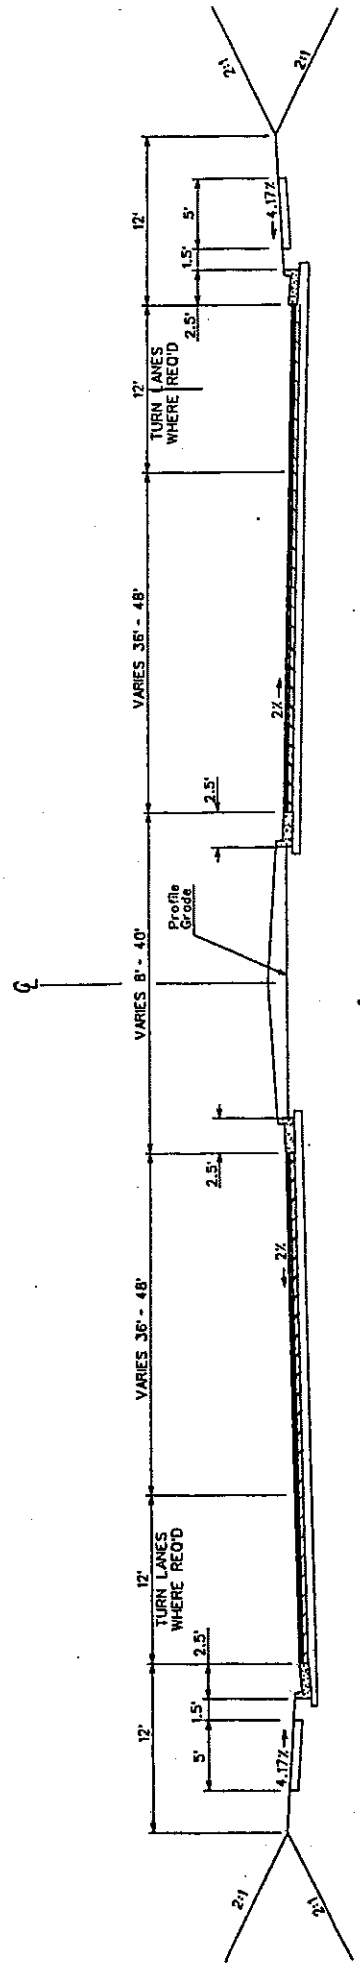 ℄
2:1
2:1
12'
5'
1.5'
2.5'
4.17%
12'
TURN LANES
WHERE REQ'D
VARIES 36' - 48'
2%
2.5'
VARIES 8' - 40'
Profile
Grade
2.5'
VARIES 36' - 48'
2%
12'
TURN LANES
WHERE REQ'D
2.5'
1.5'
5'
12'
4.17%
2:1
2:1